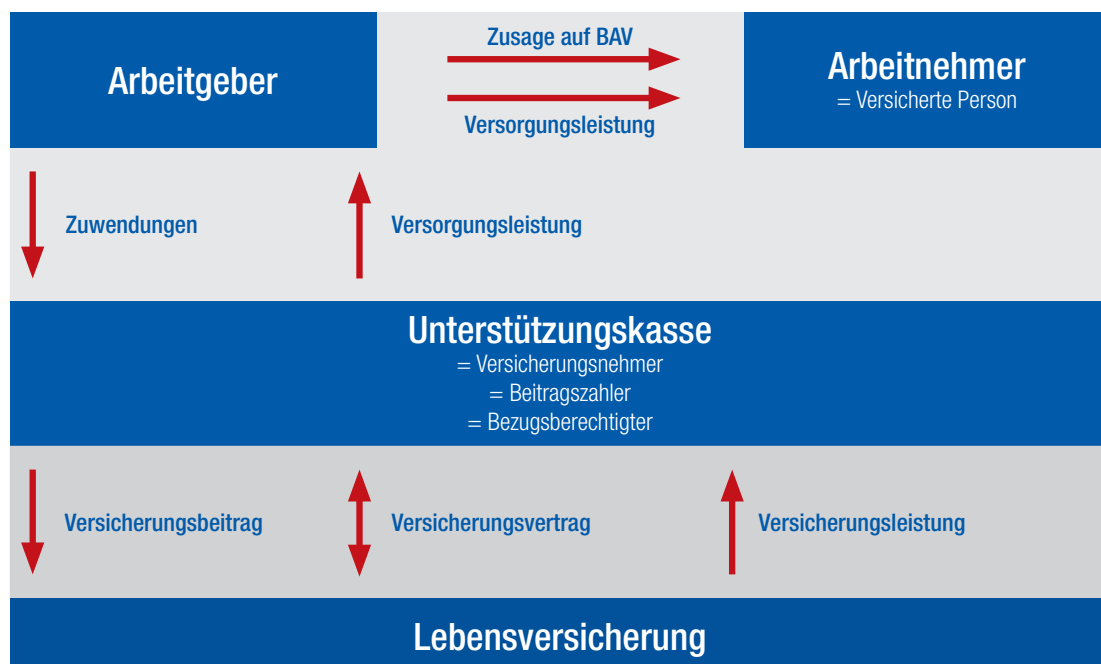 Arbeitgeber
Zusage auf BAV
Versorgungsleistung
Arbeitnehmer
= Versicherte Person
Zuwendungen
Versorgungsleistung
Unterstützungskasse
= Versicherungsnehmer
= Beitragszahler
= Bezugsberechtigter
Versicherungsbeitrag
Versicherungsvertrag
Versicherungsleistung
Lebensversicherung